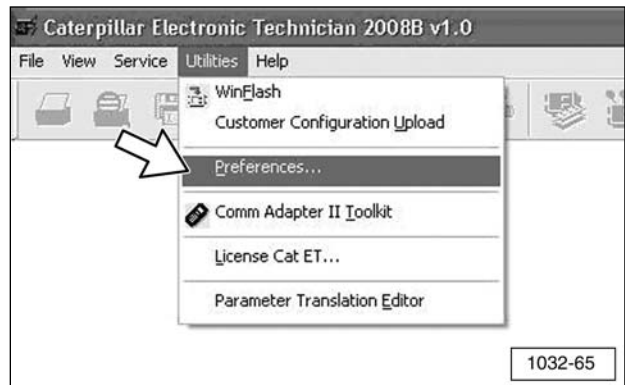 Caterpillar Electronic Technician 2008B v1.0
File View Service Utilities Help
WinFlash
Customer Configuration Upload
Preferences...
Comm Adapter II Toolkit
License Cat ET...
Parameter Translation Editor
1032-65